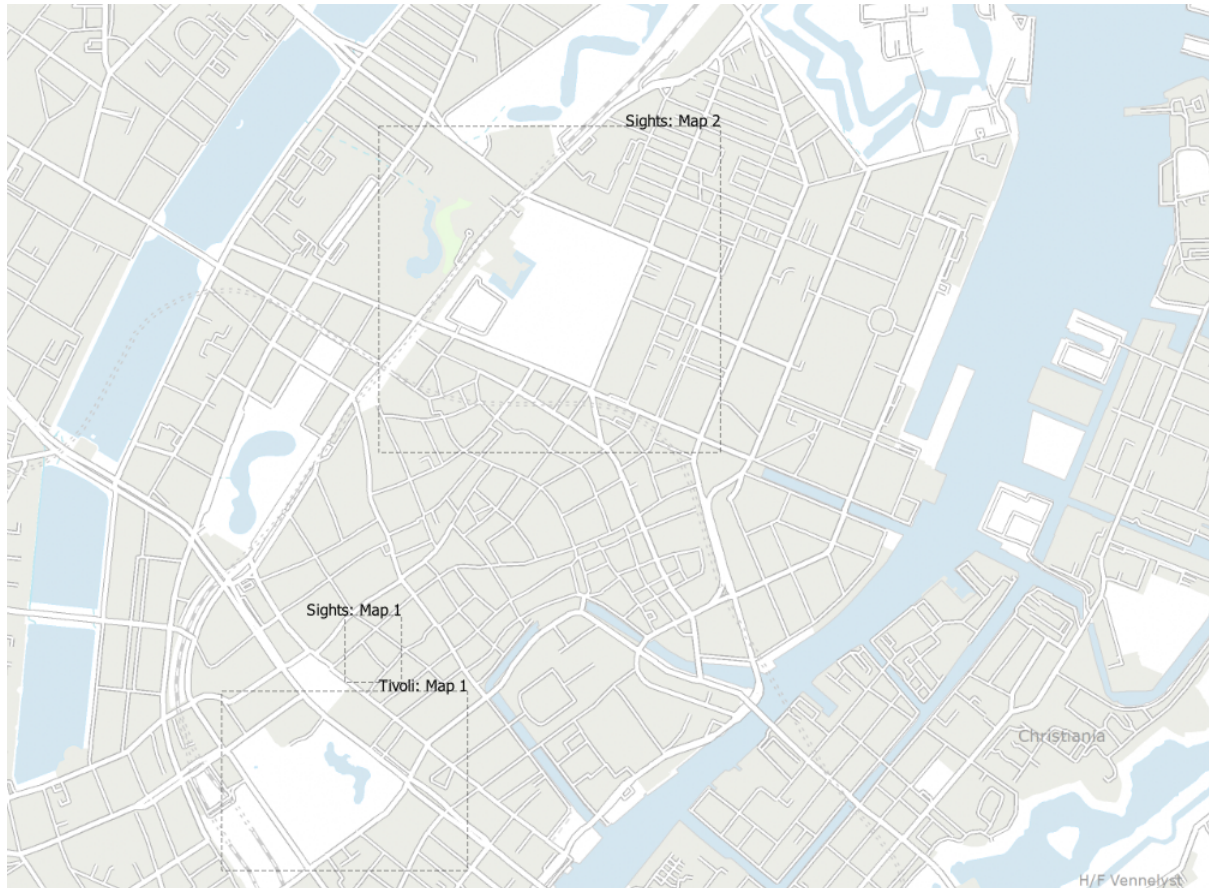 Sights: Map 2
Sights: Map 1
Tivoli: Map 1
Christiania
H/F Vennelyst